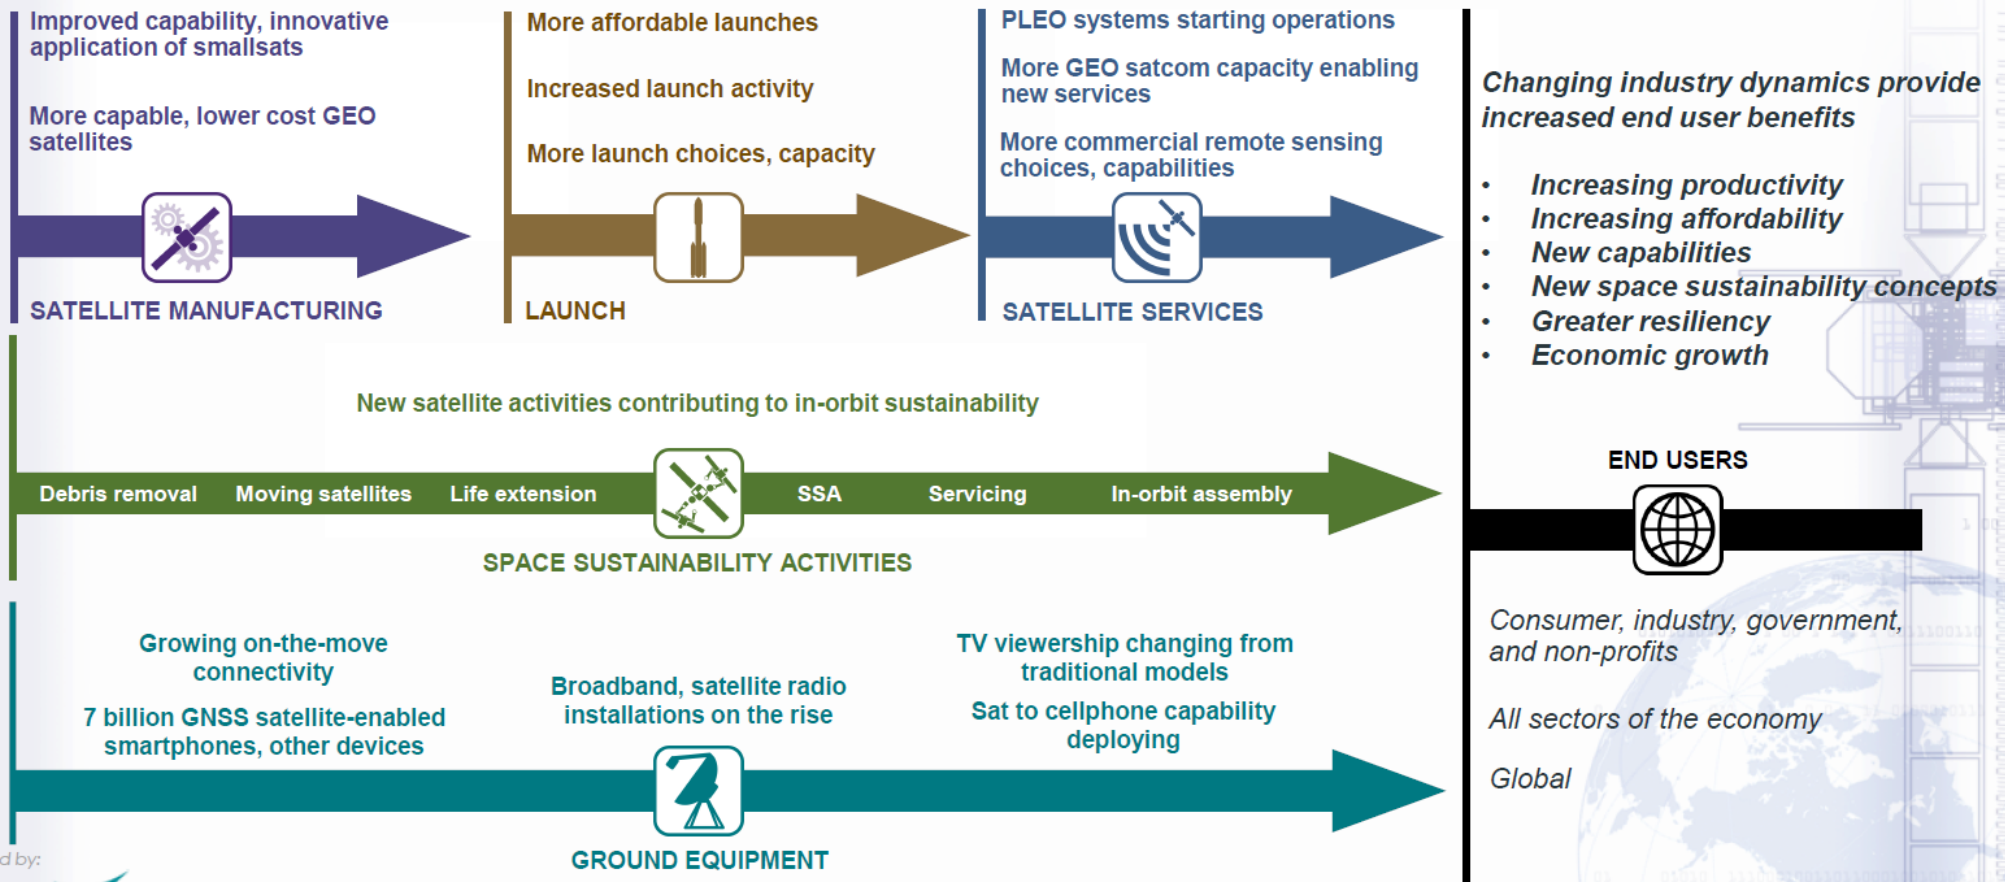 Improved capability, innovative
application of smallsats
More capable, lower cost GEO
satellites
SATELLITE MANUFACTURING
More affordable launches
Increased launch activity
More launch choices, capacity
LAUNCH
PLEO systems starting operations
More GEO satcom capacity enabling
new services
More commercial remote sensing
choices, capabilities
SATELLITE SERVICES
New satellite activities contributing to in-orbit sustainability
Debris removal Moving satellites Life extension SSA Servicing In-orbit assembly
SPACE SUSTAINABILITY ACTIVITIES
Growing on-the-move
connectivity
7 billion GNSS satellite-enabled
smartphones, other devices
Broadband, satellite radio
installations on the rise
TV viewership changing from
traditional models
Sat to cellphone capability
deploying
GROUND EQUIPMENT
d by:
Changing industry dynamics provide
increased end user benefits
• Increasing productivity
• Increasing affordability
• New capabilities
• New space sustainability concepts
• Greater resiliency
• Economic growth
END USERS
Consumer, industry, government,
and non-profits
All sectors of the economy
Global